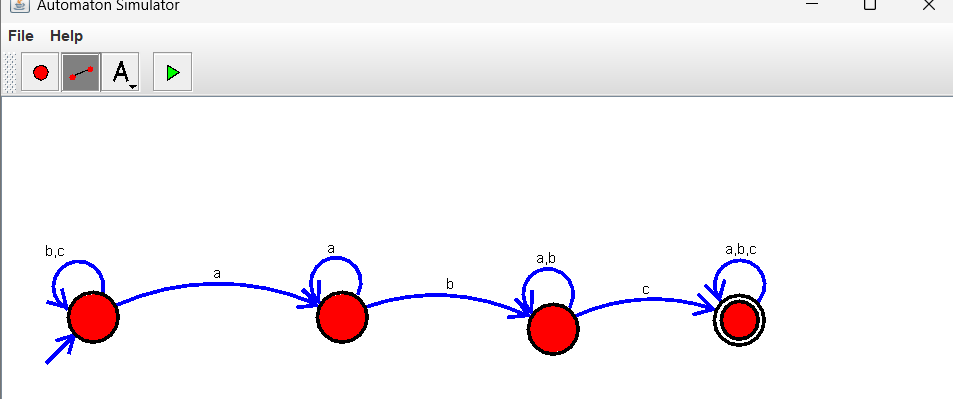 Automaton Simulator
File Help
A
b,c
a
a
b
a,b
c
a,b,c